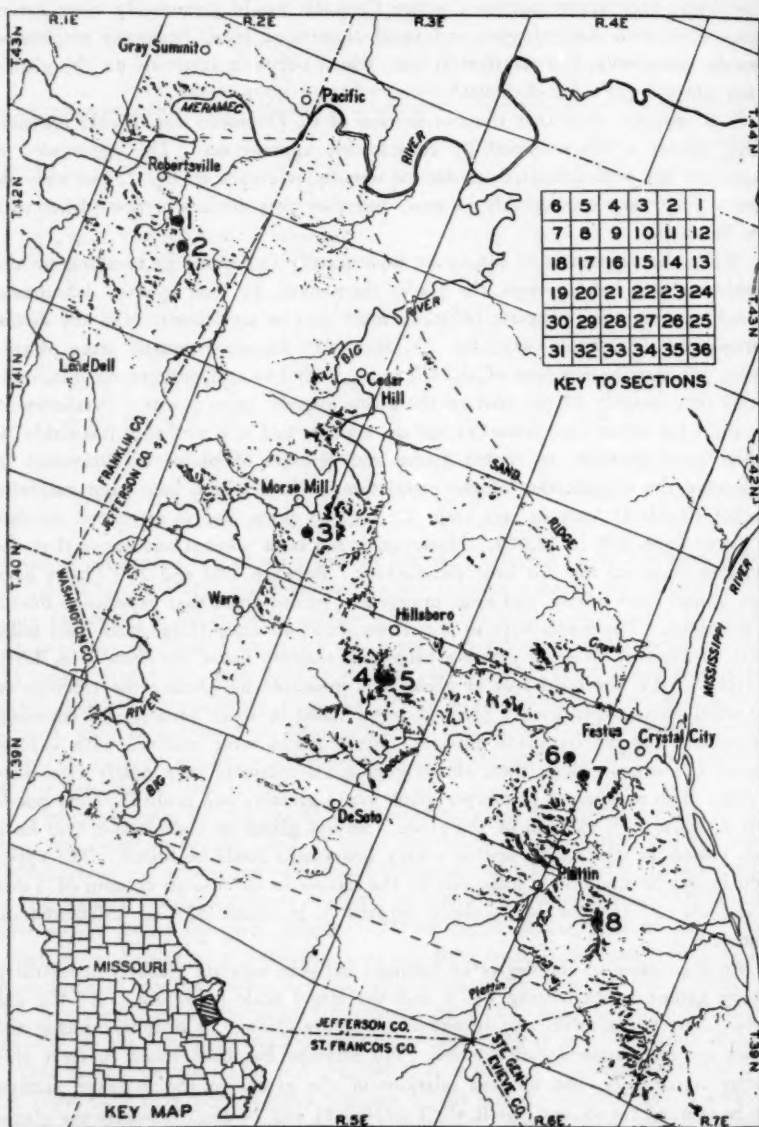 R.1E.
R.2E.
R.3E.
R.4E.
T.43N.
Gray Summit
Pacific
MERAMEC
RIVER
T.44N.
Robertsville
T.42N.
1
2
6 5 4 3 2 1
7 8 9 10 11 12
18 17 16 15 14 13
19 20 21 22 23 24
30 29 28 27 26 25
31 32 33 34 35 36
KEY TO SECTIONS
T.43N.
RIVER
BIG
Lone Dell
T.41N.
Cedar
Hill
FRANKLIN CO.
JEFFERSON CO.
T.42N.
SAND
RIDGE
Morse Mill
3
MISSISSIPPI
RIVER
T.40N.
WASHINGTON CO.
Ware
Hillsboro
Creek
4 5
RIVER
BIG
Festus
Crystal City
6
7
T.39N.
DeSoto
Plattin
8
MISSOURI
KEY MAP
Plattin
JEFFERSON CO.
ST. FRANCOIS CO.
STE. GEN-
EVIEVE CO.
T.39N.
R.5E.
R.6E.
R.7E.